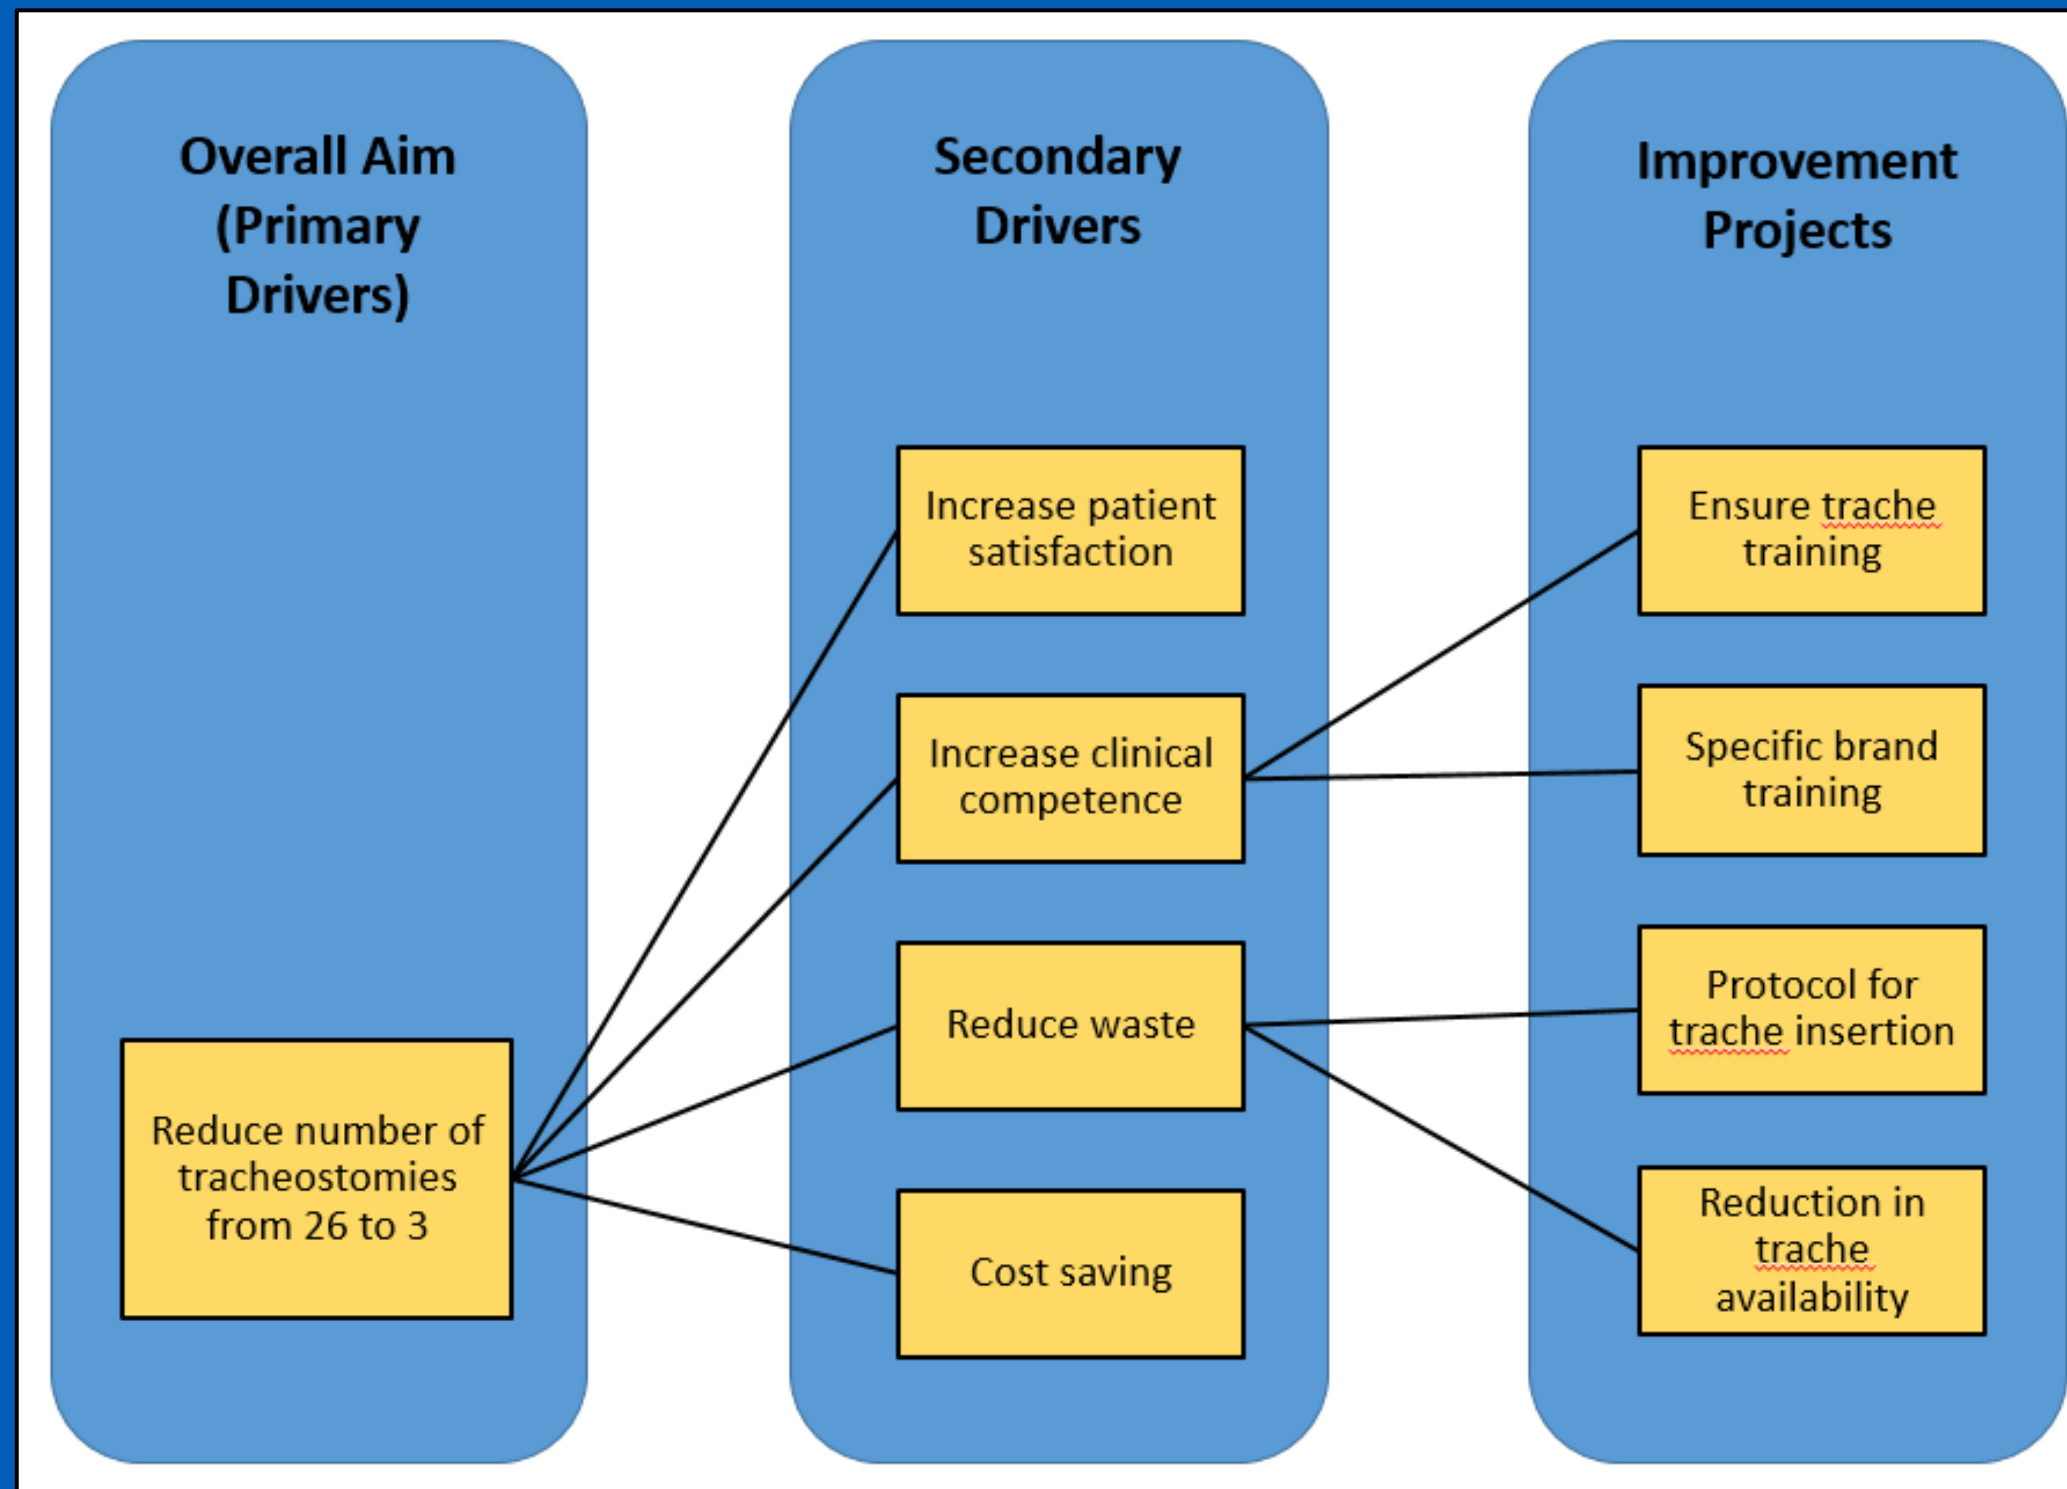 Overall Aim
(Primary
Drivers)
Reduce number of
tracheostomies
from 26 to 3
Secondary
Drivers
Increase patient
satisfaction
Increase clinical
competence
Reduce waste
Cost saving
Improvement
Projects
Ensure trache
training
Specific brand
training
Protocol for
trache insertion
Reduction in
trache
availability